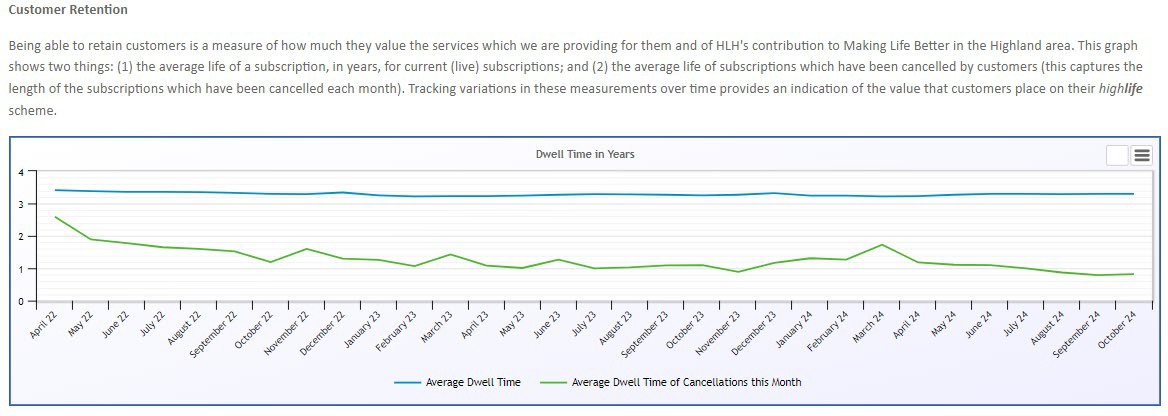 Customer Retention
Being able to retain customers is a measure of how much they value the services which we are providing for them and of HLH's contribution to Making Life Better in the Highland area. This graph
shows two things: (1) the average life of a subscription, in years, for current (live) subscriptions; and (2) the average life of subscriptions which have been cancelled by customers (this captures the
length of the subscriptions which have been cancelled each month). Tracking variations in these measurements over time provides an indication of the value that customers place on their highlife
scheme.
Dwell Time in Years
4
3
2
1
0
April 22
May 22
June 22
July 22
August 22
September 22
October 22
November 22
December 22
January 23
February 23
March 23
April 23
May 23
June 23
July 23
August 23
September 23
October 23
November 23
December 23
January 24
February 24
March 24
April 24
May 24
June 24
July 24
August 24
September 24
October 24
Average Dwell Time
Average Dwell Time of Cancellations this Month